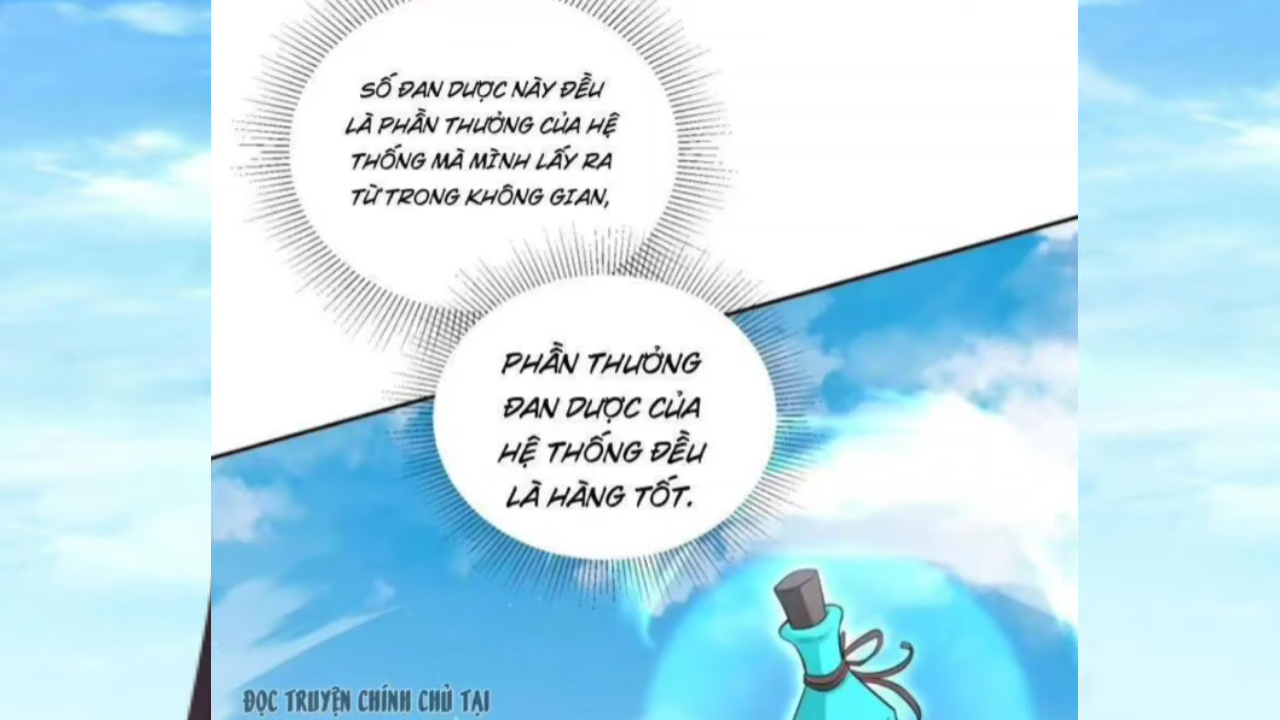 SỐ ĐAN DƯỢC NÀY ĐỀU
LÀ PHẦN THƯỞNG CỦA HỆ
THỐNG MÀ MÌNH LẤY RA
TỪ TRONG KHÔNG GIAN,
PHẦN THƯỞNG
ĐAN DƯỢC CỦA
HỆ THỐNG ĐỀU
LÀ HÀNG TỐT.
ĐỌC TRUYỆN CHÍNH CHỦ TẠI